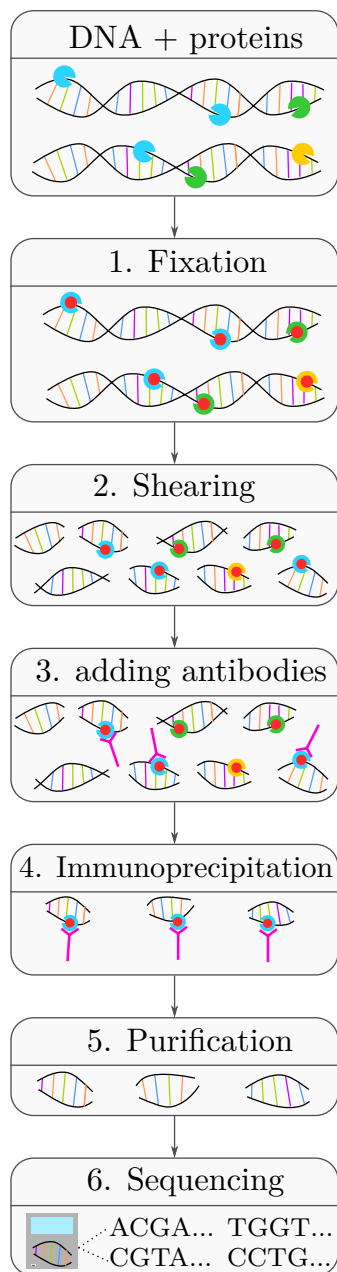 DNA + proteins
1. Fixation
2. Shearing
3. adding antibodies
4. Immunoprecipitation
5. Purification
6. Sequencing
ACGA... TGGT...
CGTA... CCTG...